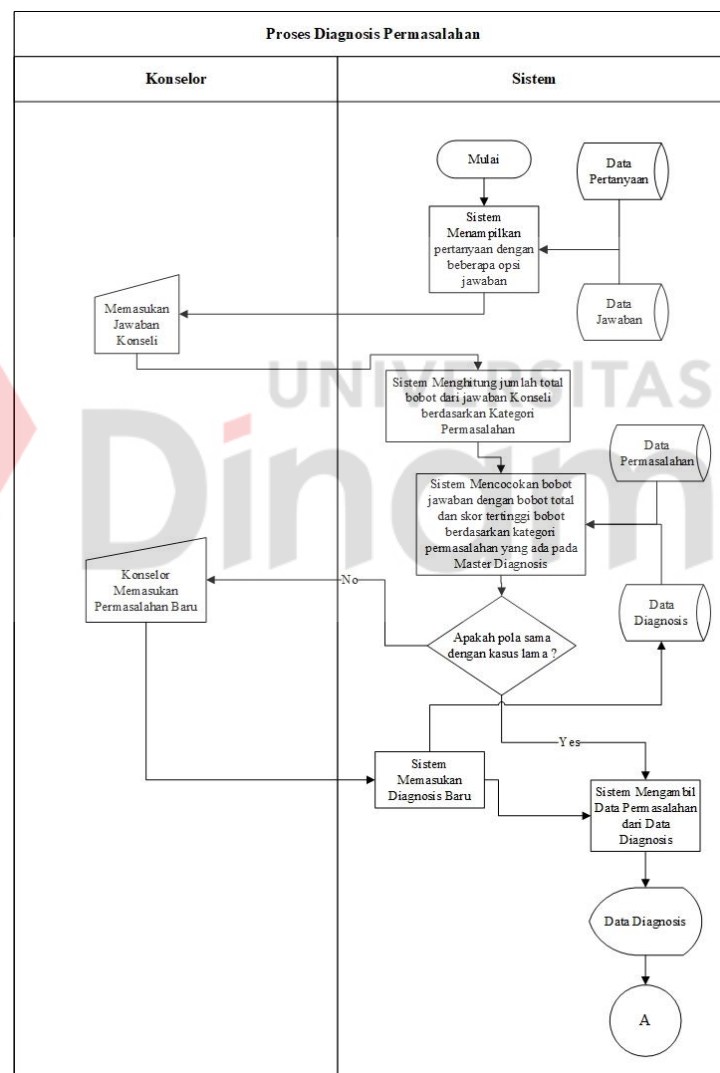 Proses Diagnosis Permasalahan
Konselor
Sistem
Mulai
Data
Pertanyaan
Sistem
Menampilkan
pertanyaan dengan
beberapa opsi
jawaban
Data
Jawaban
Memasukan
Jawaban
Konseli
UNIVERSITAS
Dinam
Sistem Menghitung jumlah total
bobot dari jawaban Konseli
berdasarkan Kategori
Permasalahan
Data
Permasalahan
Sistem Mencocokan bobot
jawaban dengan bobot total
dan skor tertinggi bobot
berdasarkan kategori
permasalahan yang ada pada
Master Diagnosis
Konselor
Memasukan
Permasalahan Baru
No
Data
Diagnosis
Apakah pola sama
dengan kasus lama ?
Yes
Sistem
Memasukan
Diagnosis Baru
Sistem Mengambil
Data Permasalahan
dari Data
Diagnosis
Data Diagnosis
A